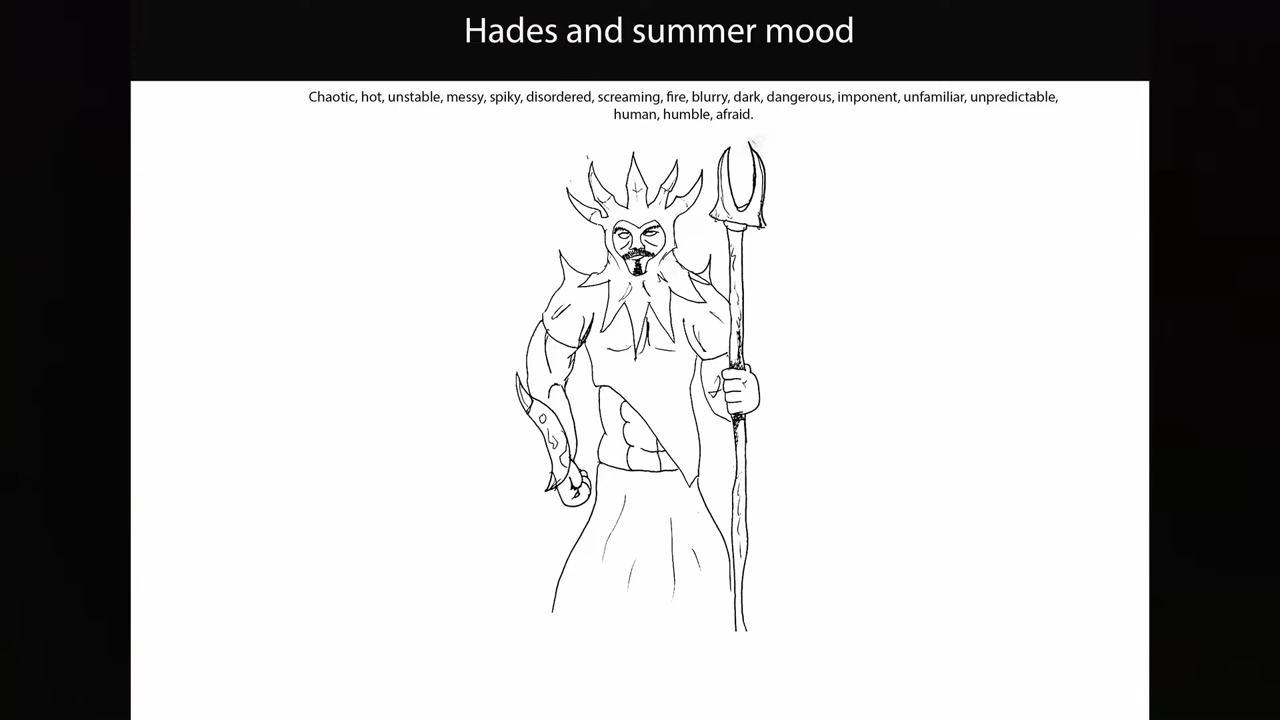 Hades and summer mood
Chaotic, hot, unstable, messy, spiky, disordered, screaming, fire, blurry, dark, dangerous, imponent, unfamiliar, unpredictable,
human, humble, afraid.